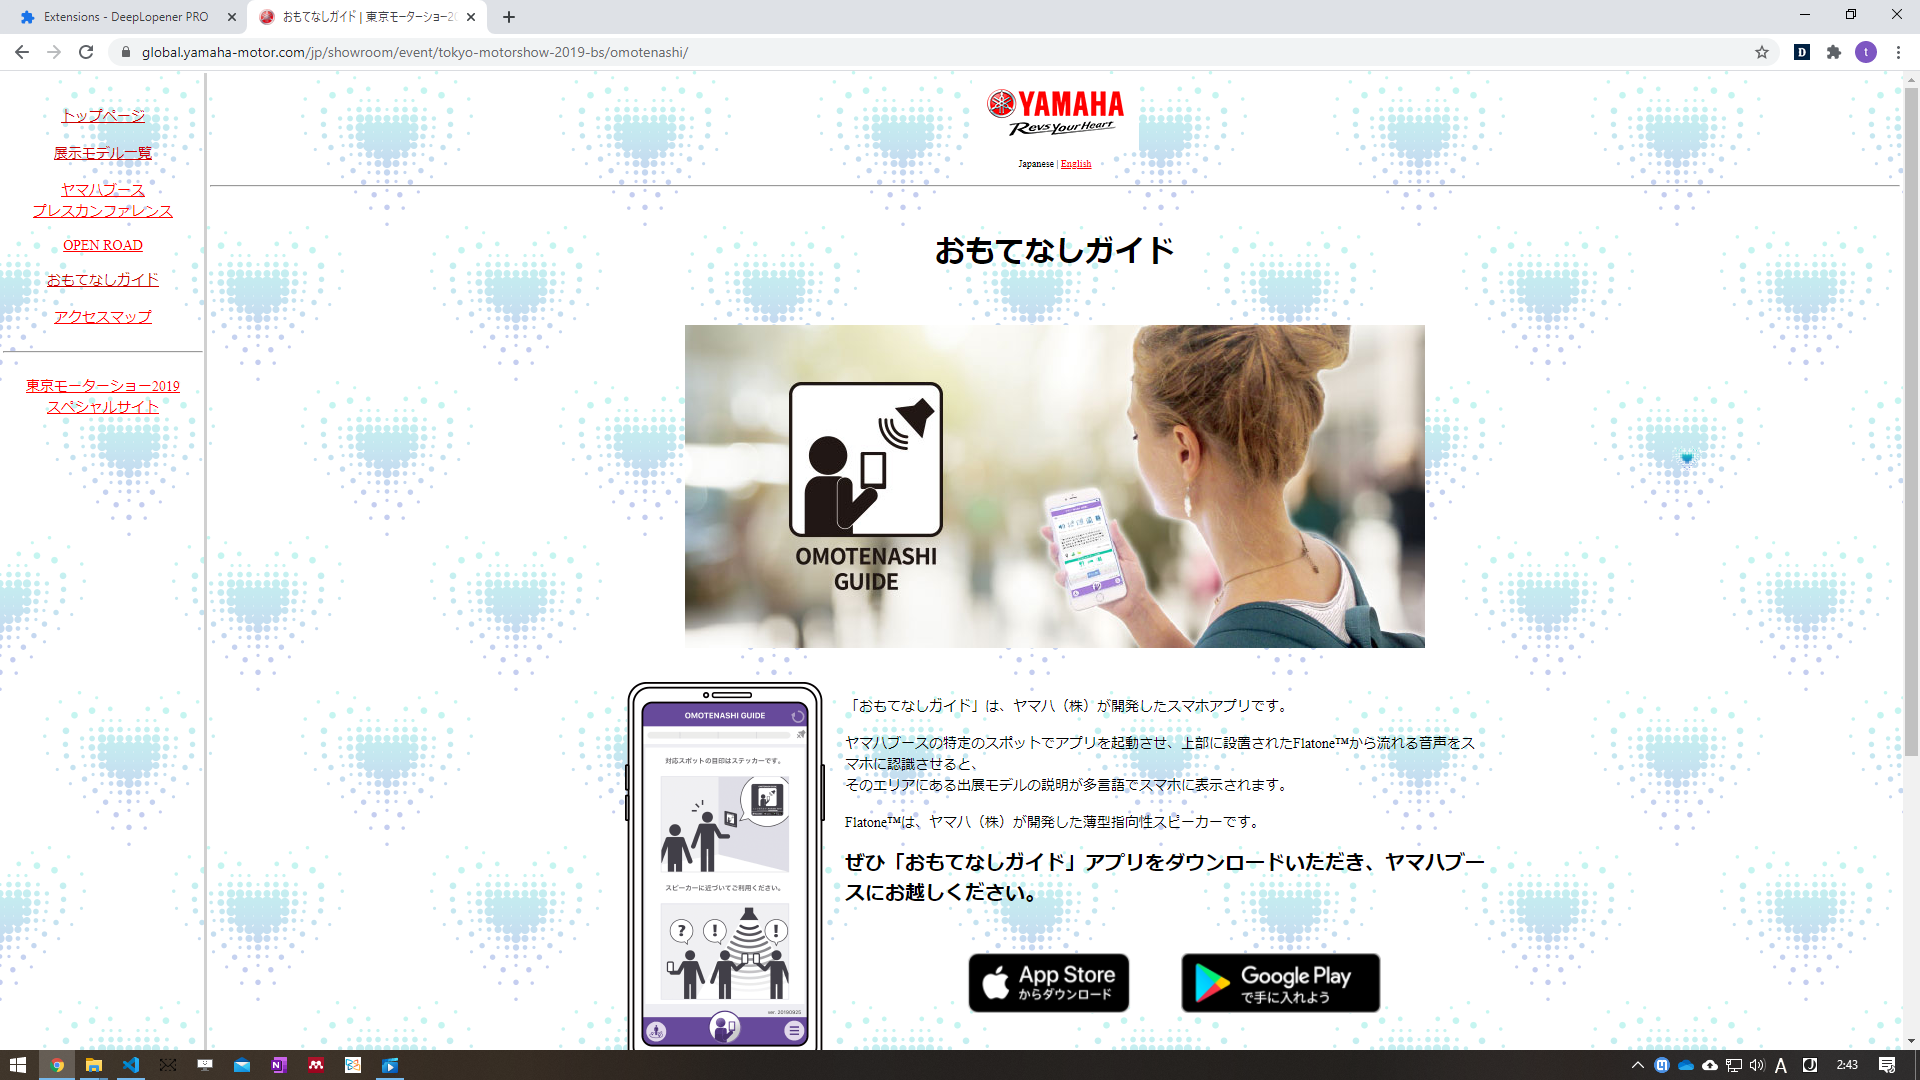 Extensions - DeepLopener PRO
おもてなしガイド | 東京モーターショー20
global.yamaha-motor.com/jp/showroom/event/tokyo-motorshow-2019-bs/omotenashi/
D
t
トップページ
展示モデル一覧
ヤマハブース
プレスカンファレンス
OPEN ROAD
おもてなしガイド
アクセスマップ
東京モーターショー2019
スペシャルサイト
YAMAHA
Revs Your Heart
Japanese | English
おもてなしガイド
OMOTENASHI
GUIDE
OMOTENASHI GUIDE
対応スポットの目印はステッカーです。
スピーカーに近づいてご利用ください。
? ! !
ver. 20180925
「おもてなしガイド」は、ヤマハ（株）が開発したスマホアプリです。
ヤマハブースの特定のスポットでアプリを起動させ、上部に設置されたFlatone™から流れる音声をス
マホに認識させると、
そのエリアにある出展モデルの説明が多言語でスマホに表示されます。
Flatone™は、ヤマハ（株）が開発した薄型指向性スピーカーです。
ぜひ「おもてなしガイド」アプリをダウンロードいただき、ヤマハブー
スにお越しください。
App Store
からダウンロード
Google Play
で手に入れよう
A
J
2:43